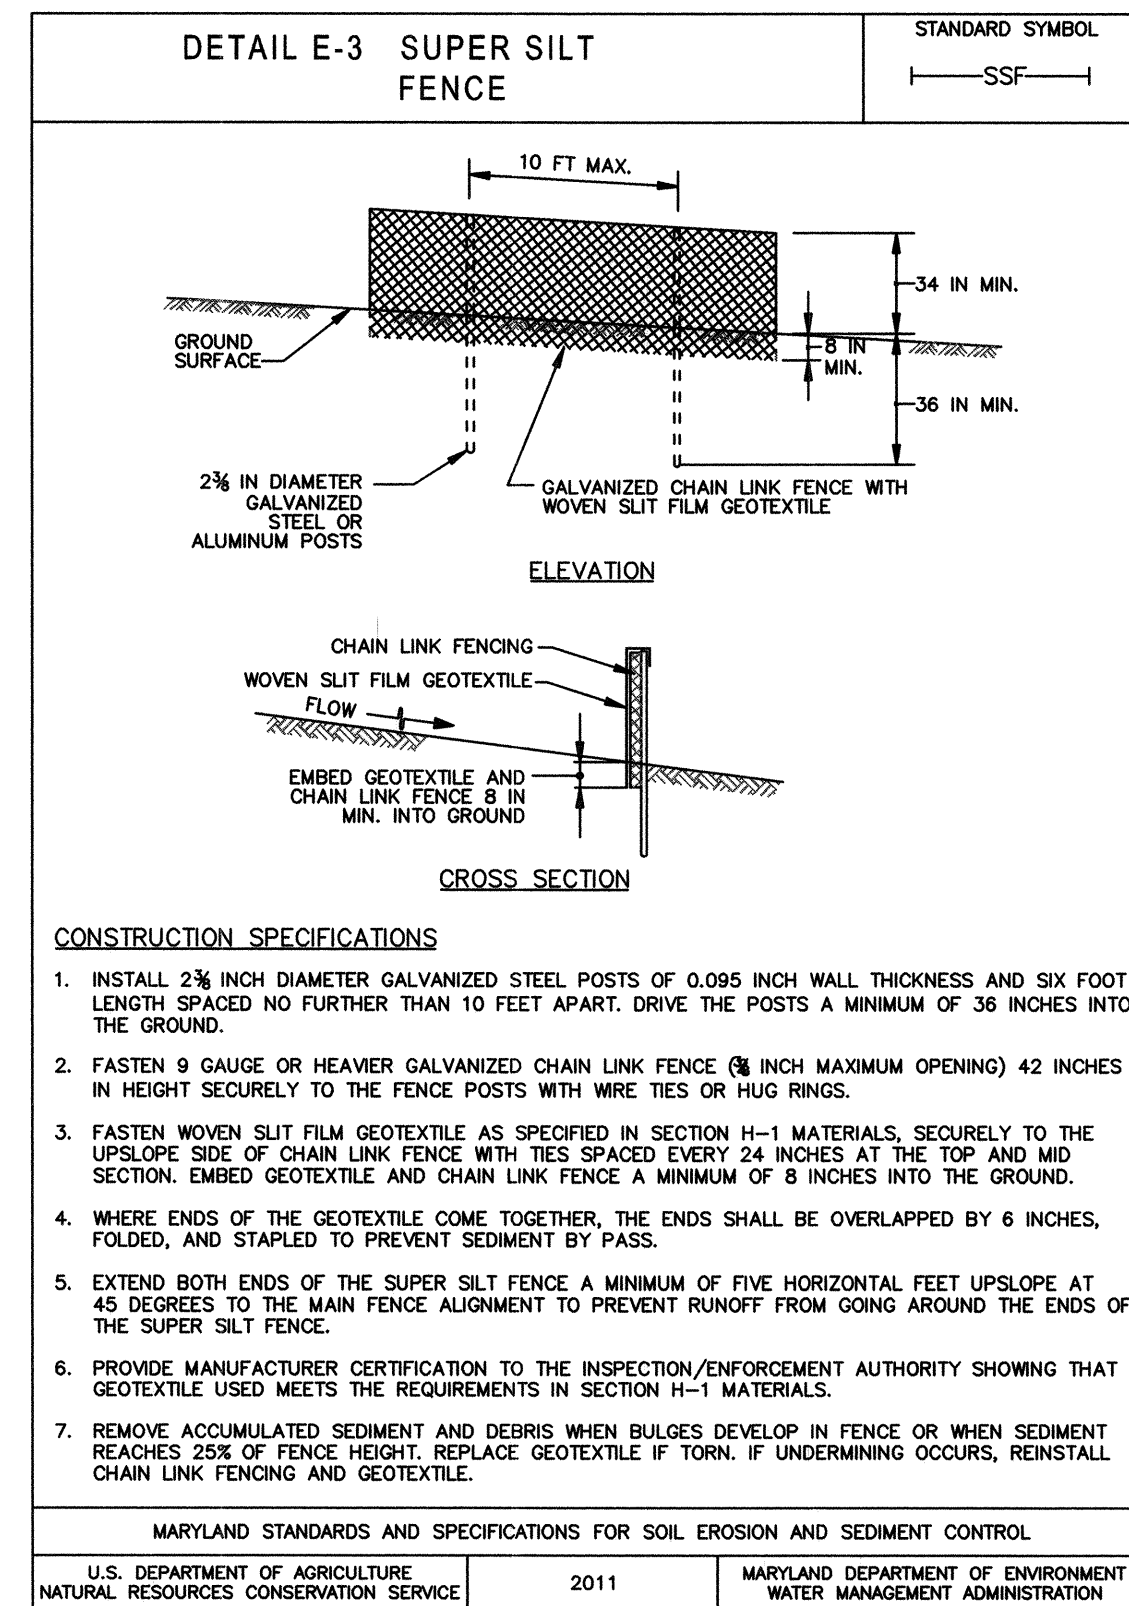 DETAIL E-3 SUPER SILT
FENCE
STANDARD SYMBOL
SSF
10 FT MAX.
34 IN MIN.
GROUND
SURFACE
8 IN
MIN.
36 IN MIN.
2⅜ IN DIAMETER
GALVANIZED
STEEL OR
ALUMINUM POSTS
GALVANIZED CHAIN LINK FENCE WITH
WOVEN SLIT FILM GEOTEXTILE
ELEVATION
CHAIN LINK FENCING
WOVEN SLIT FILM GEOTEXTILE
FLOW
EMBED GEOTEXTILE AND
CHAIN LINK FENCE 8 IN
MIN. INTO GROUND
CROSS SECTION
CONSTRUCTION SPECIFICATIONS
1. INSTALL 2⅜ INCH DIAMETER GALVANIZED STEEL POSTS OF 0.095 INCH WALL THICKNESS AND SIX FOOT
LENGTH SPACED NO FURTHER THAN 10 FEET APART. DRIVE THE POSTS A MINIMUM OF 36 INCHES INTO
THE GROUND.
2. FASTEN 9 GAUGE OR HEAVIER GALVANIZED CHAIN LINK FENCE ( INCH MAXIMUM OPENING) 42 INCHES
IN HEIGHT SECURELY TO THE FENCE POSTS WITH WIRE TIES OR HUG RINGS.
3. FASTEN WOVEN SLIT FILM GEOTEXTILE AS SPECIFIED IN SECTION H-1 MATERIALS, SECURELY TO THE
UPSLOPE SIDE OF CHAIN LINK FENCE WITH TIES SPACED EVERY 24 INCHES AT THE TOP AND MID
SECTION. EMBED GEOTEXTILE AND CHAIN LINK FENCE A MINIMUM OF 8 INCHES INTO THE GROUND.
4. WHERE ENDS OF THE GEOTEXTILE COME TOGETHER, THE ENDS SHALL BE OVERLAPPED BY 6 INCHES,
FOLDED, AND STAPLED TO PREVENT SEDIMENT BY PASS.
5. EXTEND BOTH ENDS OF THE SUPER SILT FENCE A MINIMUM OF FIVE HORIZONTAL FEET UPSLOPE AT
45 DEGREES TO THE MAIN FENCE ALIGNMENT TO PREVENT RUNOFF FROM GOING AROUND THE ENDS OF
THE SUPER SILT FENCE.
6. PROVIDE MANUFACTURER CERTIFICATION TO THE INSPECTION/ENFORCEMENT AUTHORITY SHOWING THAT
GEOTEXTILE USED MEETS THE REQUIREMENTS IN SECTION H-1 MATERIALS.
7. REMOVE ACCUMULATED SEDIMENT AND DEBRIS WHEN BULGES DEVELOP IN FENCE OR WHEN SEDIMENT
REACHES 25% OF FENCE HEIGHT. REPLACE GEOTEXTILE IF TORN. IF UNDERMINING OCCURS, REINSTALL
CHAIN LINK FENCING AND GEOTEXTILE.
MARYLAND STANDARDS AND SPECIFICATIONS FOR SOIL EROSION AND SEDIMENT CONTROL
U.S. DEPARTMENT OF AGRICULTURE
NATURAL RESOURCES CONSERVATION SERVICE
2011
MARYLAND DEPARTMENT OF ENVIRONMENT
WATER MANAGEMENT ADMINISTRATION